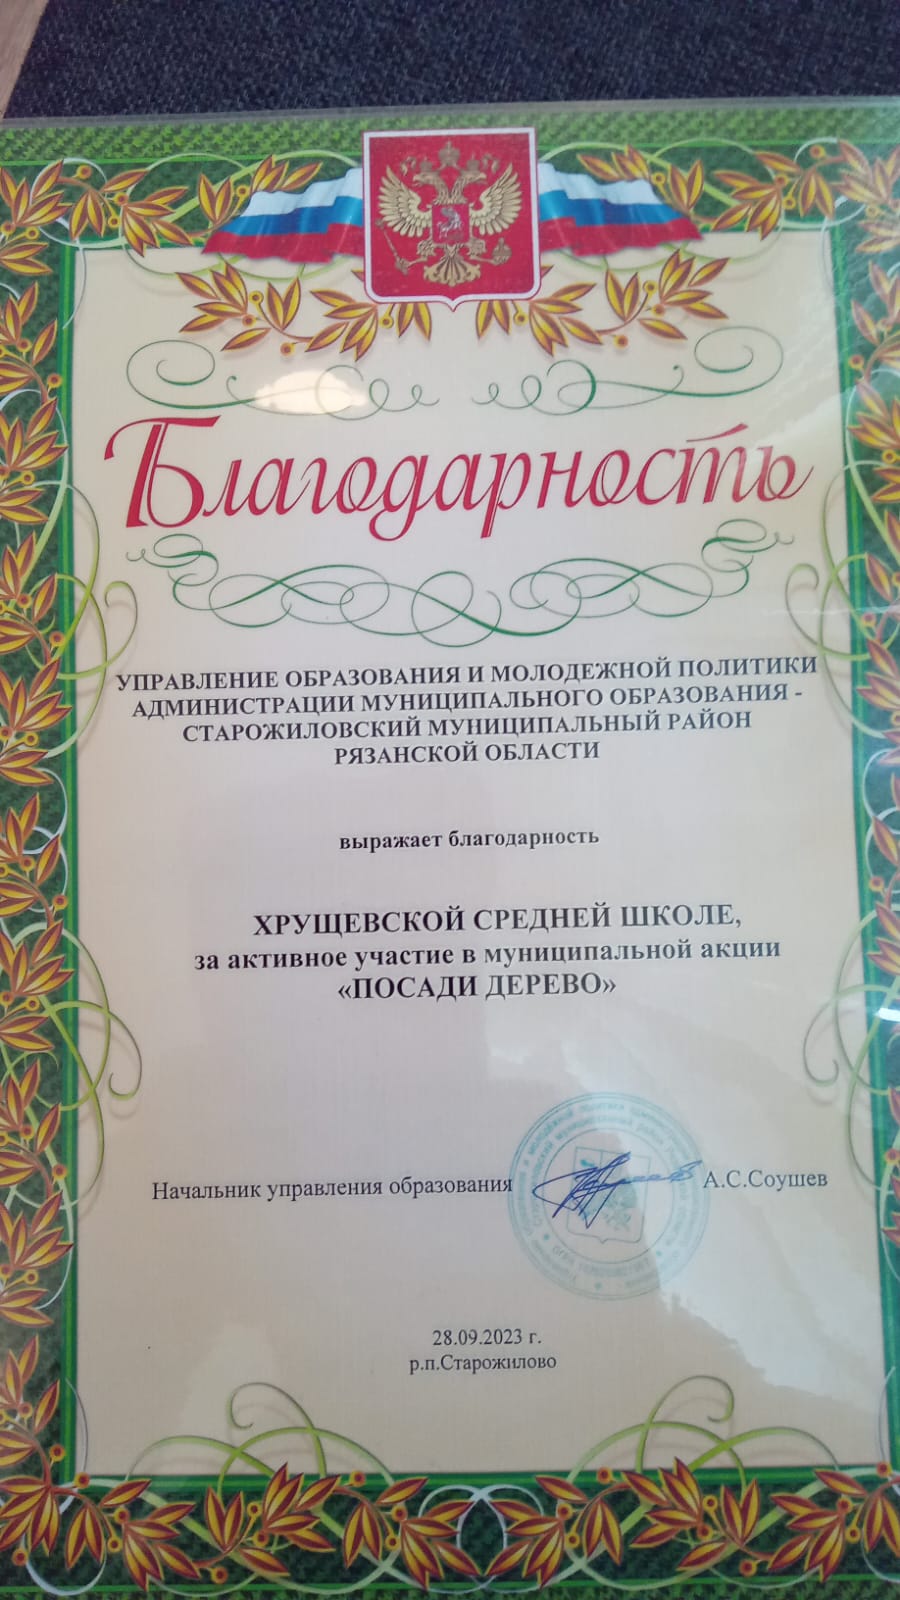 Благодарность
УПРАВЛЕНИЕ ОБРАЗОВАНИЯ И МОЛОДЕЖНОЙ ПОЛИТИКИ
АДМИНИСТРАЦИИ МУНИЦИПАЛЬНОГО ОБРАЗОВАНИЯ -
СТАРОЖИЛОВСКИЙ МУНИЦИПАЛЬНЫЙ РАЙОН
РЯЗАНСКОЙ ОБЛАСТИ
выражает благодарность
ХРУЩЕВСКОЙ СРЕДНЕЙ ШКОЛЕ,
за активное участие в муниципальной акции
«ПОСАДИ ДЕРЕВО»
Начальник управления образования А.С.Соушев
28.09.2023 г.
р.п.Старожилово